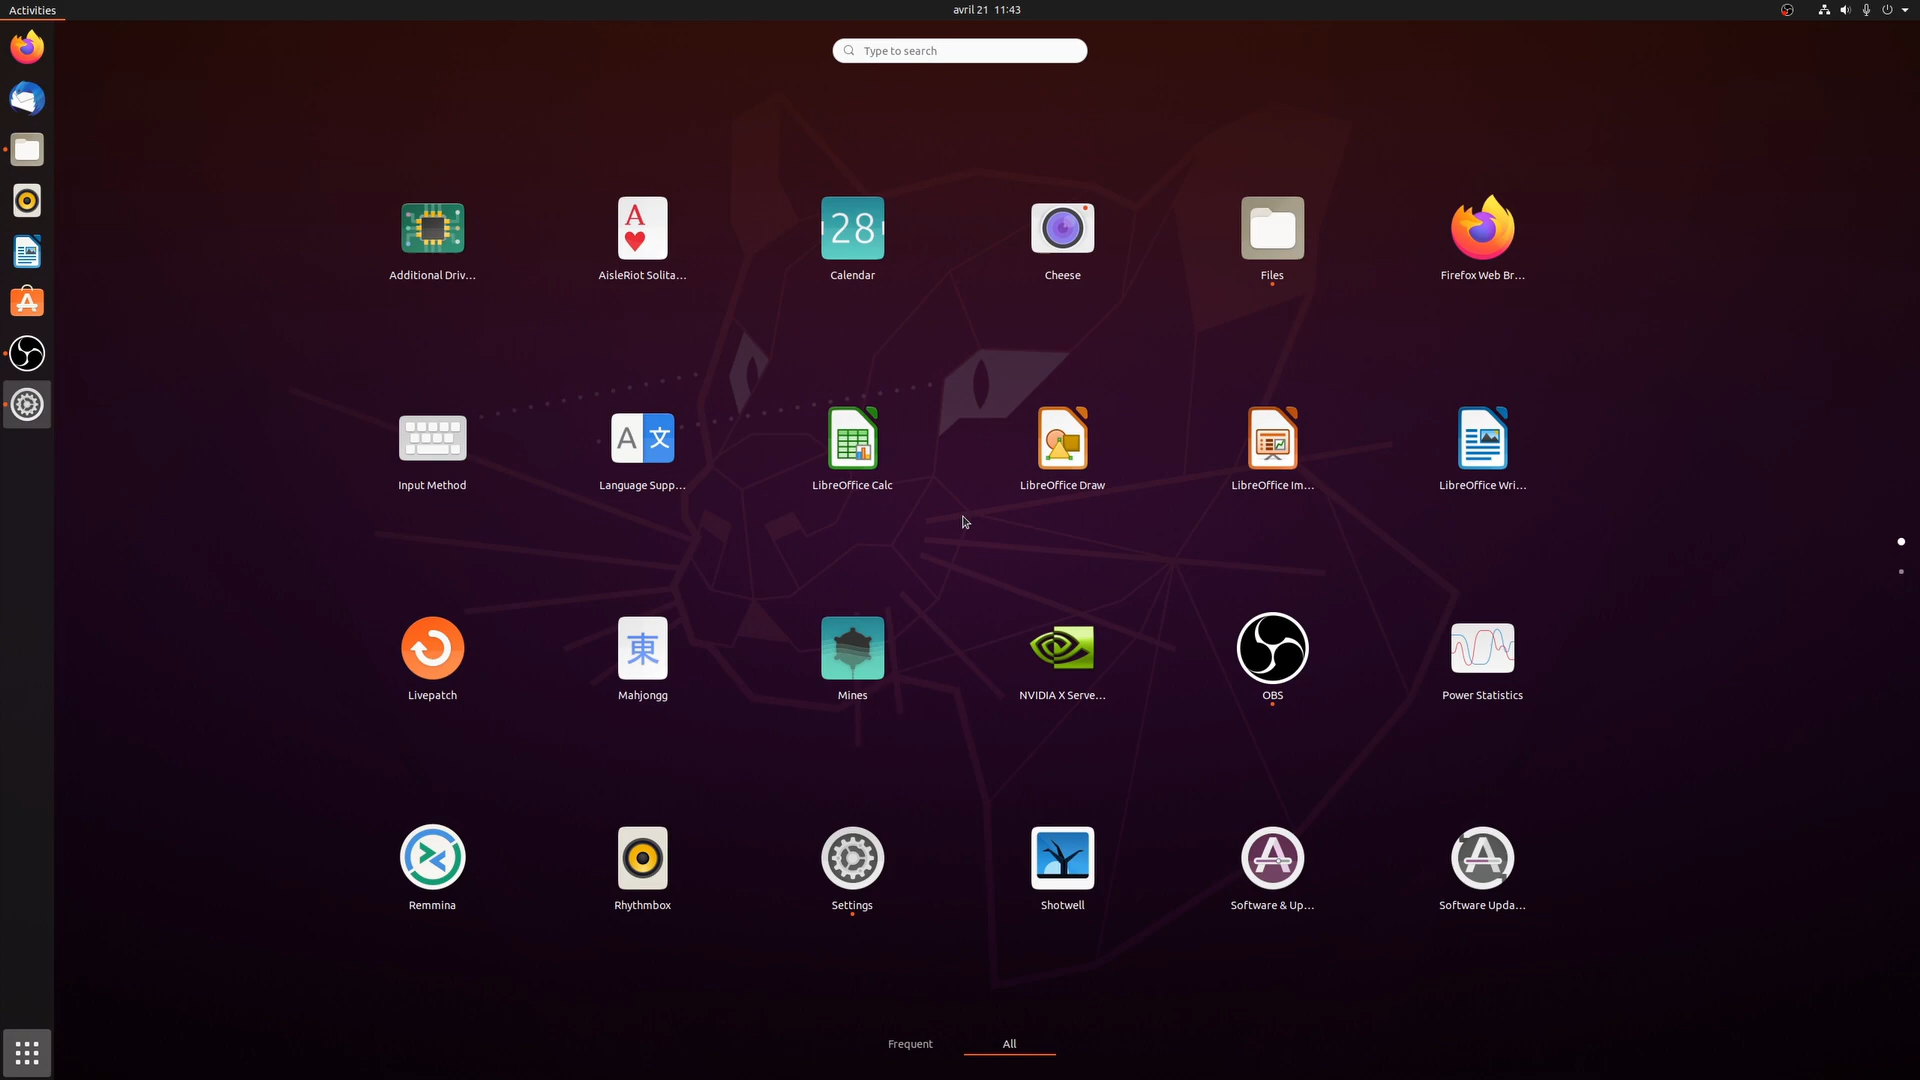 Activities
avril 21 11:43
Type to search
Additional Driv...
AisleRiot Solita...
28
Calendar
Cheese
Files
Firefox Web Br...
A
A 文
Input Method
Language Supp...
LibreOffice Calc
LibreOffice Draw
LibreOffice Im...
LibreOffice Wri...
東
Livepatch
Mahjongg
Mines
NVIDIA X Serve...
OBS
Power Statistics
Remmina
Rhythmbox
Settings
Shotwell
Software & Up...
Software Upda...
Frequent
All